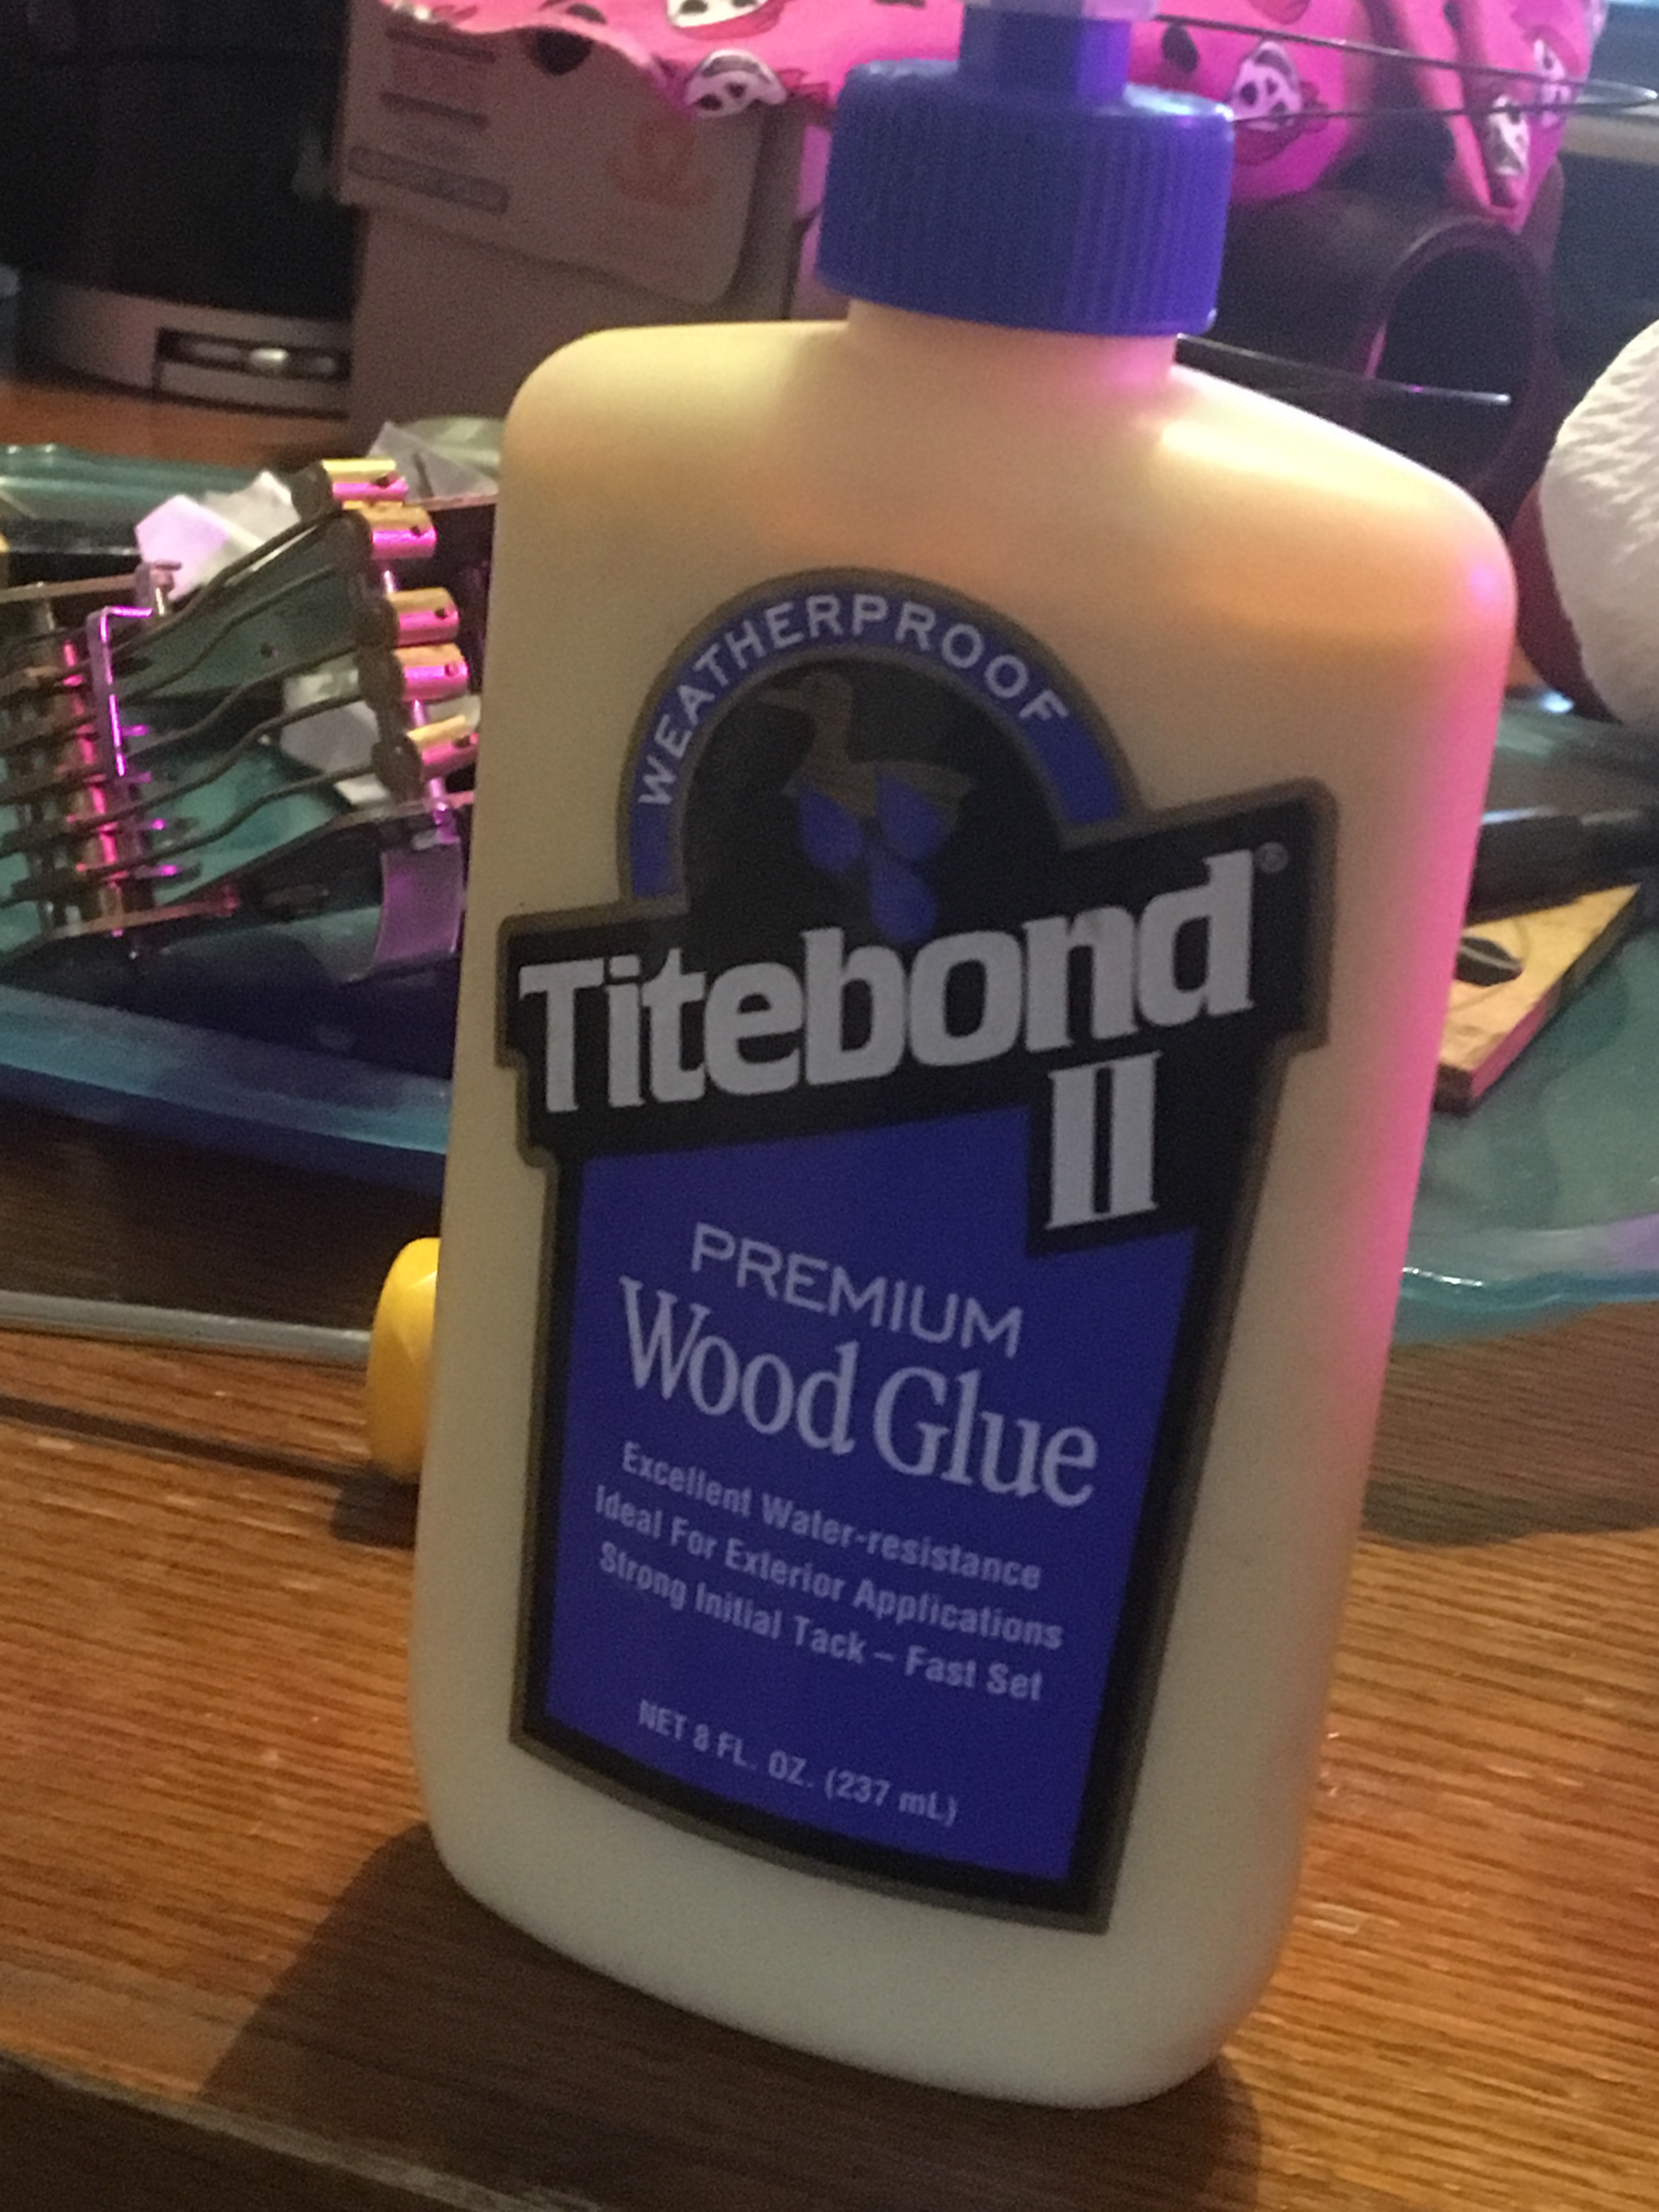 WEATHERPROOF
Titebond®
II
PREMIUM
Wood Glue
Excellent Water-resistance
Ideal For Exterior Applications
Strong Initial Tack – Fast Set
NET 8 FL. OZ. (237 mL)